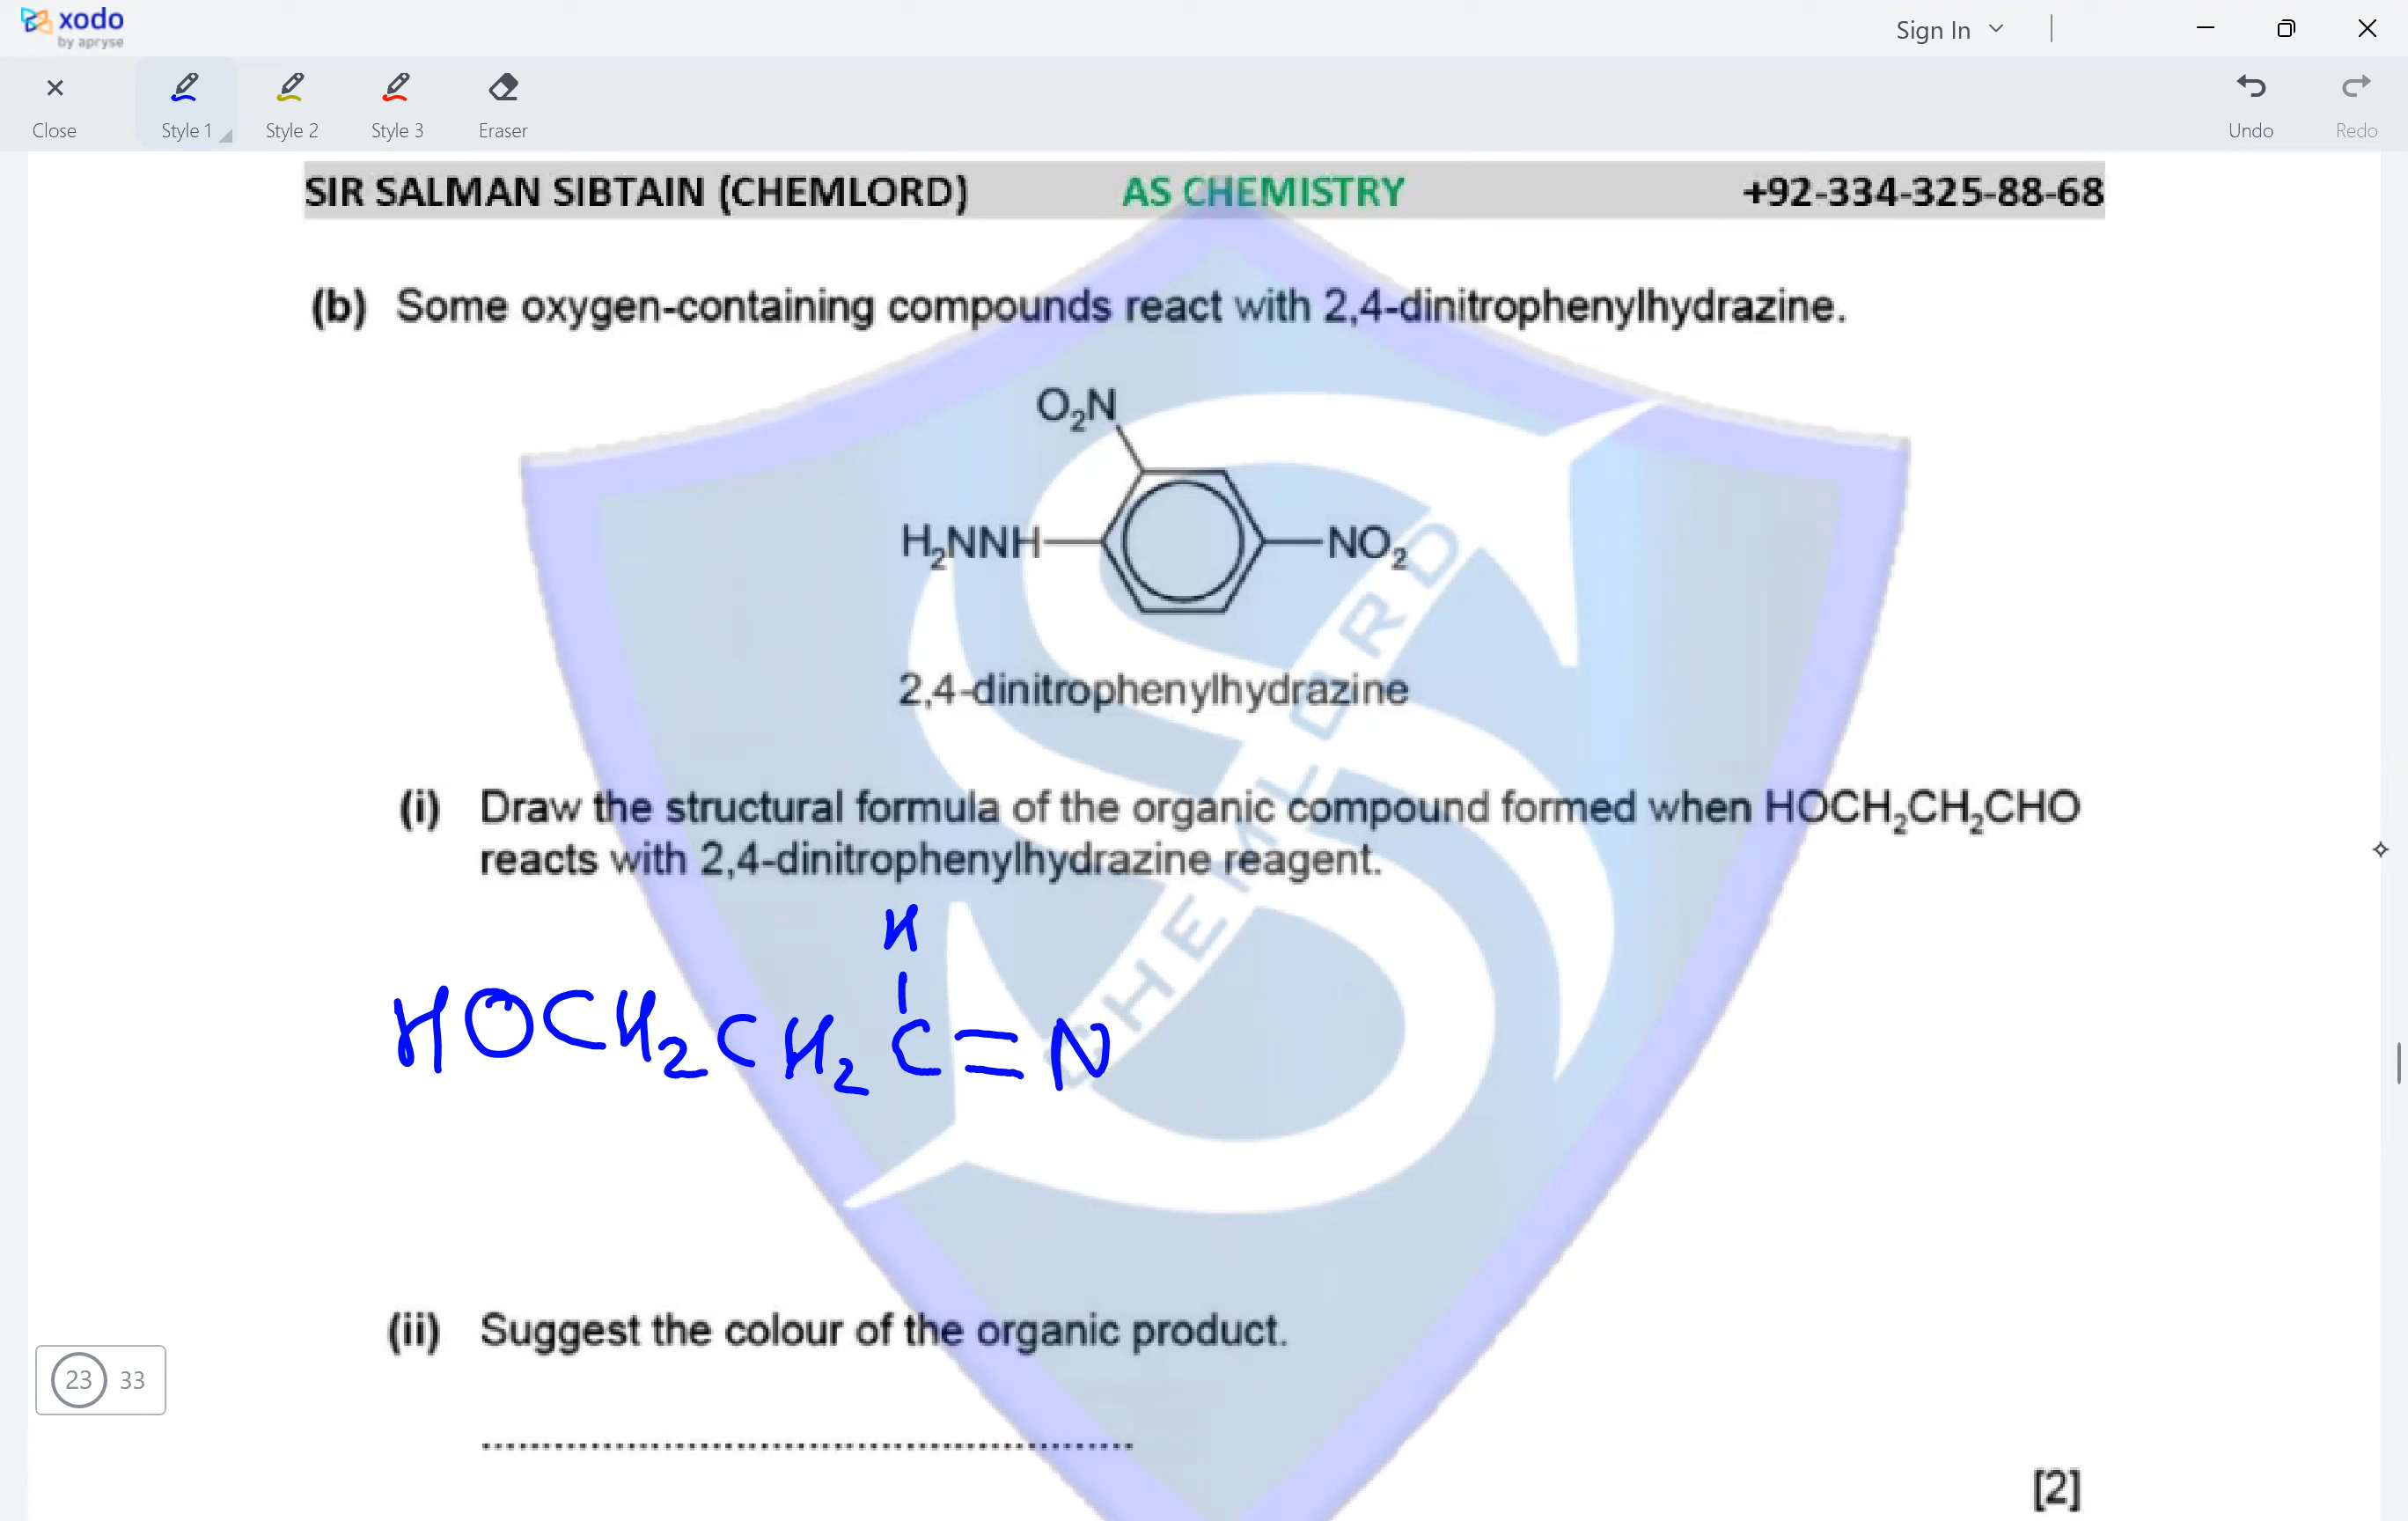 xodo
by apryse
Sign In
Close
Style 1
Style 2
Style 3
Eraser
Undo
Redo
SIR SALMAN SIBTAIN (CHEMLORD) AS CHEMISTRY +92-334-325-88-68
(b) Some oxygen-containing compounds react with 2,4-dinitrophenylhydrazine.
O₂N
H₂NNH NO₂
2,4-dinitrophenylhydrazine
CHEMLORD
(i) Draw the structural formula of the organic compound formed when HOCH₂CH₂CHO
reacts with 2,4-dinitrophenylhydrazine reagent.
H
HOCH₂CH₂C=N
(ii) Suggest the colour of the organic product.
23 33
[2]